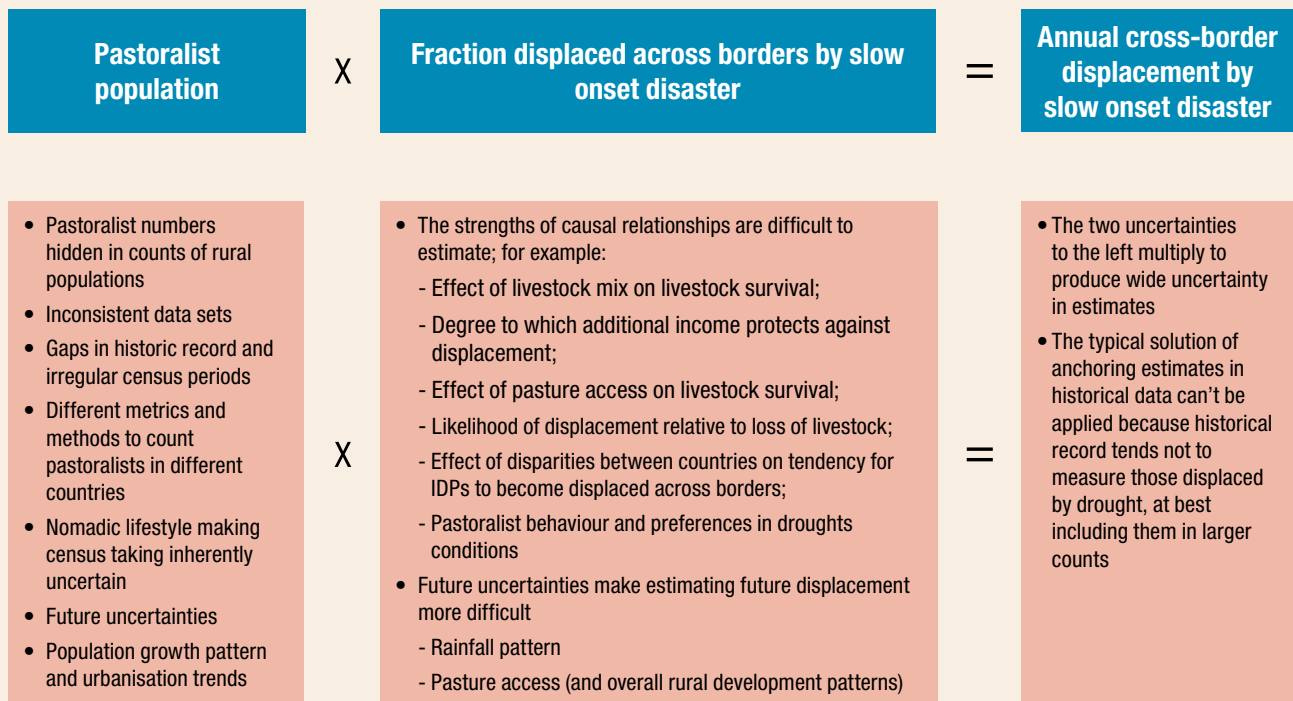 Pastoralist
population
X
Fraction displaced across borders by slow
onset disaster
=
Annual cross-border
displacement by
slow onset disaster
• Pastoralist numbers
hidden in counts of rural
populations
• Inconsistent data sets
• Gaps in historic record and
irregular census periods
• Different metrics and
methods to count
pastoralists in different
countries
• Nomadic lifestyle making
census taking inherently
uncertain
• Future uncertainties
• Population growth pattern
and urbanisation trends
X
• The strengths of causal relationships are difficult to
estimate; for example:
- Effect of livestock mix on livestock survival;
- Degree to which additional income protects against
displacement;
- Effect of pasture access on livestock survival;
- Likelihood of displacement relative to loss of livestock;
- Effect of disparities between countries on tendency for
IDPs to become displaced across borders;
- Pastoralist behaviour and preferences in droughts
conditions
• Future uncertainties make estimating future displacement
more difficult
- Rainfall pattern
- Pasture access (and overall rural development patterns)
=
• The two uncertainties
to the left multiply to
produce wide uncertainty
in estimates
• The typical solution of
anchoring estimates in
historical data can't be
applied because historical
record tends not to
measure those displaced
by drought, at best
including them in larger
counts